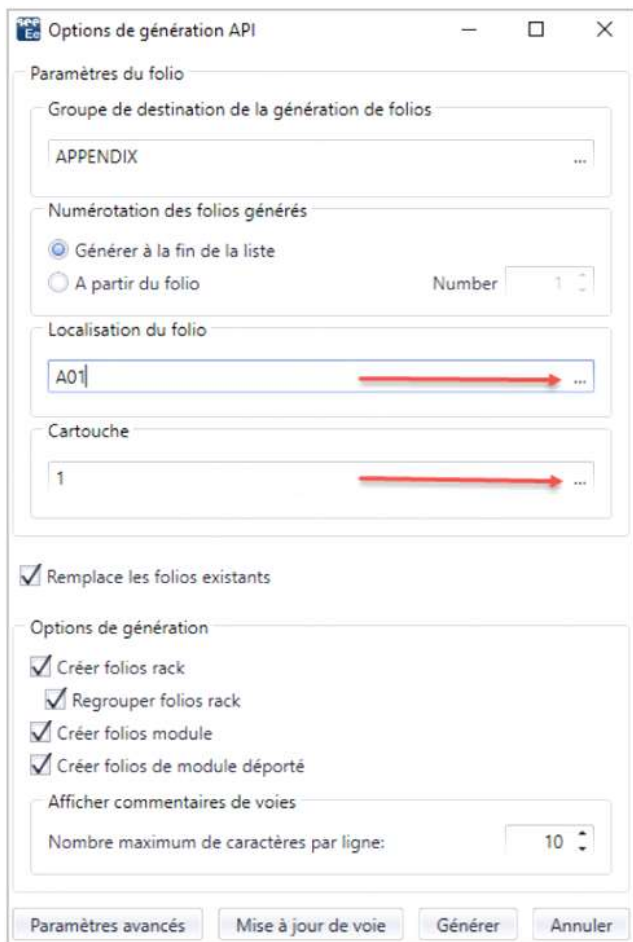 see
Ee
Options de génération API
Paramètres du folio
Groupe de destination de la génération de folios
APPENDIX ...
Numérotation des folios générés
Générer à la fin de la liste
A partir du folio Number 1
Localisation du folio
A01 ...
Cartouche
1 ...
Remplace les folios existants
Options de génération
Créer folios rack
Regrouper folios rack
Créer folios module
Créer folios de module déporté
Afficher commentaires de voies
Nombre maximum de caractères par ligne: 10
Paramètres avancés Mise à jour de voie Générer Annuler